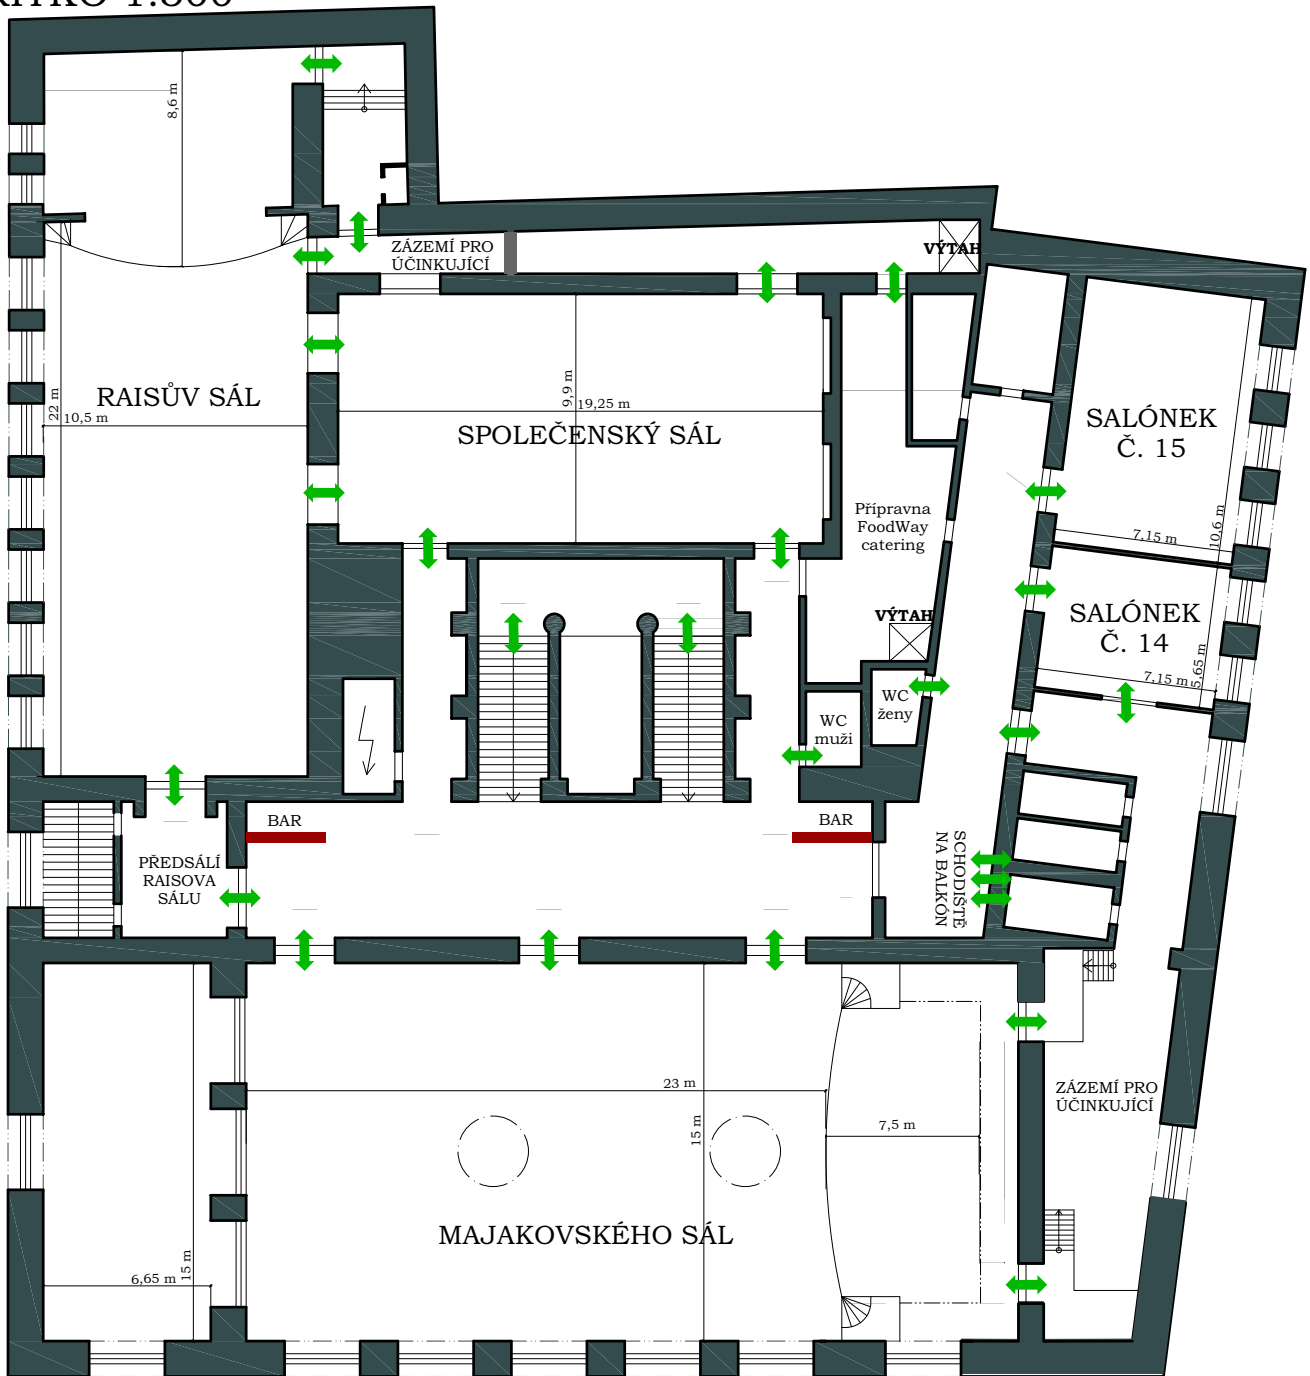 8,6 m
ZÁZEMÍ PRO
ÚČINKUJÍCÍ
VÝTAH
RAISŮV SÁL
22 m
10,5 m
9,9 m
19,25 m
SPOLEČENSKÝ SÁL
SALÓNEK
Č. 15
7,15 m
10,6 m
Přípravna
FoodWay
catering
VÝTAH
SALÓNEK
Č. 14
7,15 m
5,65 m
WC
ženy
WC
muži
BAR
BAR
PŘEDSÁLÍ
RAISOVA
SÁLU
SCHODIŠTĚ
NA BALKÓN
23 m
15 m
7,5 m
ZÁZEMÍ PRO
ÚČINKUJÍCÍ
MAJAKOVSKÉHO SÁL
6,65 m
15 m